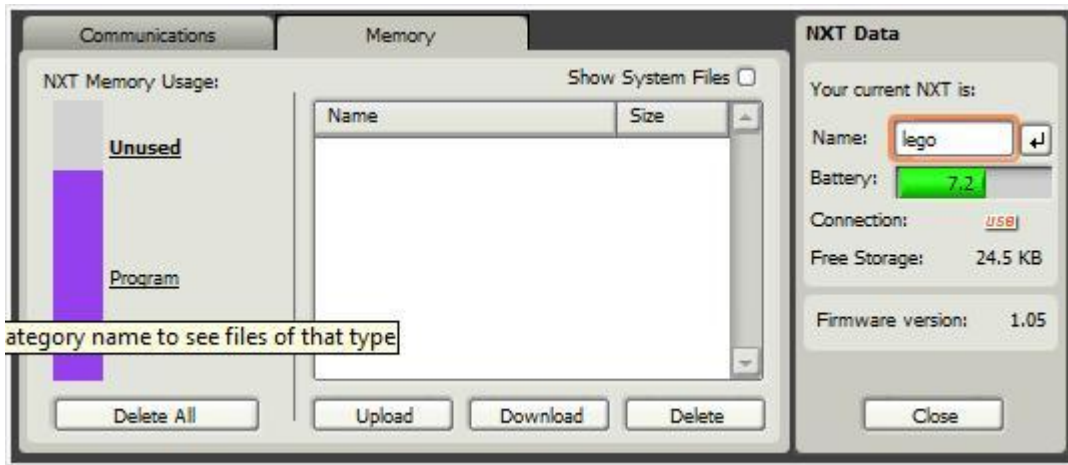 Communications
Memory
NXT Memory Usage:
Unused
Program
ategory name to see files of that type
Delete All
Show System Files
Name Size
Upload Download Delete
NXT Data
Your current NXT is:
Name: lego
Battery: 7.2
Connection: USB
Free Storage: 24.5 KB
Firmware version: 1.05
Close